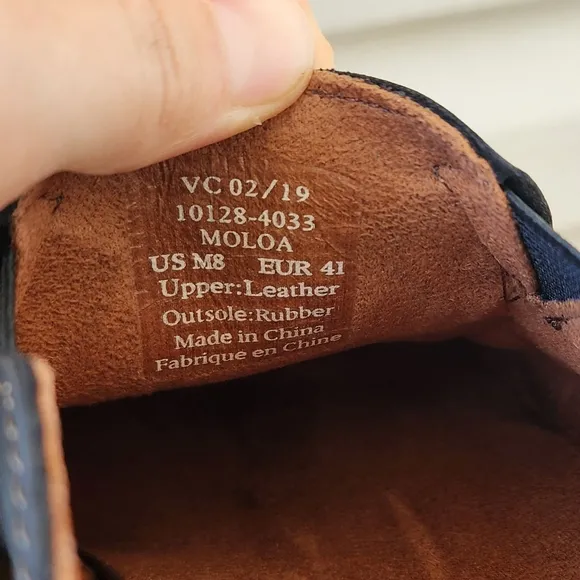 VC 02/19
10128-4033
MOLOA
US M8 EUR 41
Upper:Leather
Outsole:Rubber
Made in China
Fabrique en Chine